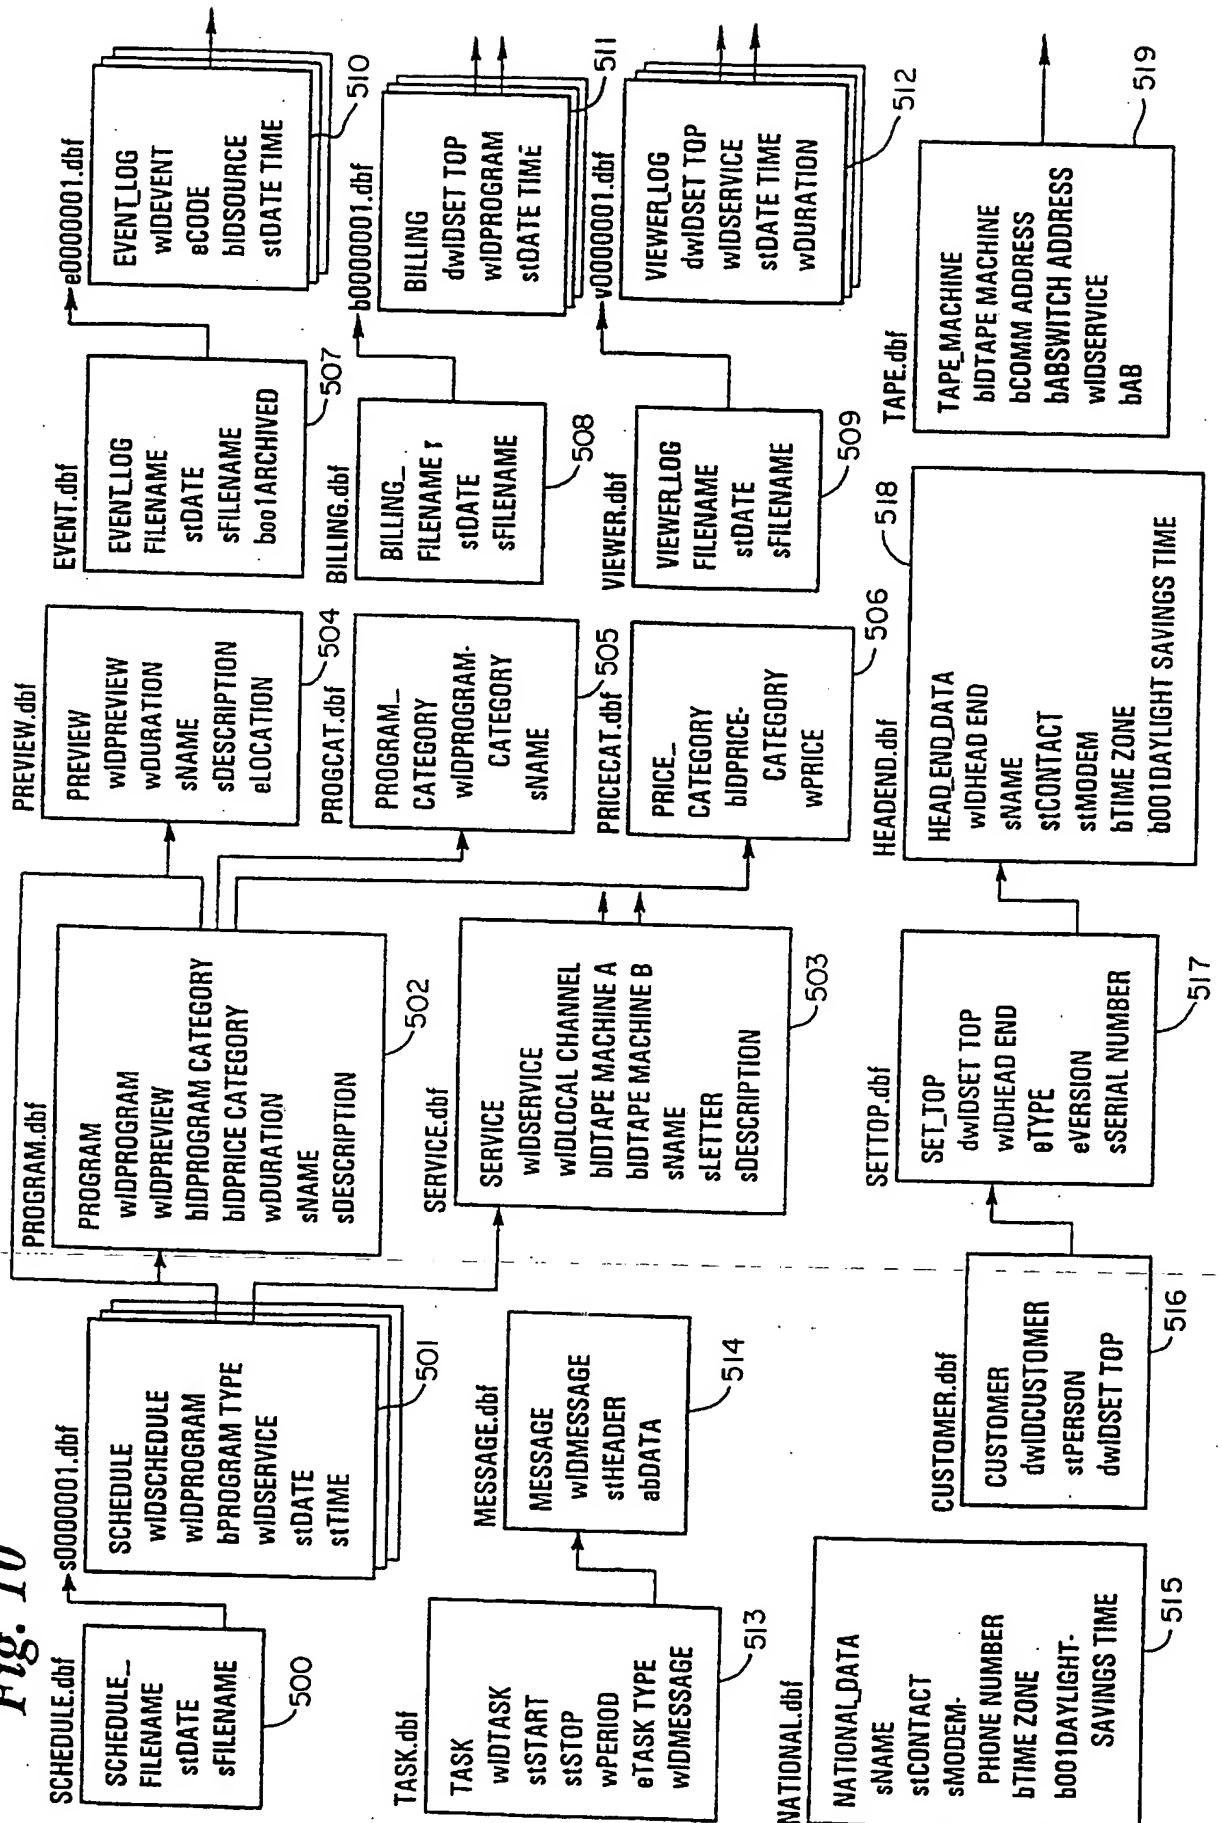 Fig. 10
SCHEDULE.dbf
SCHEDULE_
FILENAME
stDATE
sFILENAME
500
s0000001.dbf
SCHEDULE
wIDSCHEDULE
wIDPROGRAM
bPROGRAM TYPE
wIDSERVICE
stDATE
stTIME
501
PROGRAM.dbf
PROGRAM
wIDPROGRAM
wIDPREVIEW
bIDPROGRAM CATEGORY
bIDPRICE CATEGORY
wDURATION
sNAME
sDESCRIPTION
502
PREVIEW.dbf
PREVIEW
wIDPREVIEW
wDURATION
sNAME
sDESCRIPTION
eLOCATION
504
EVENT.dbf
EVENT_LOG
FILENAME
stDATE
sFILENAME
boo1ARCHIVED
507
e0000001.dbf
EVENT_LOG
wIDEVENT
eCODE
bIDSOURCE
stDATE TIME
510
PROGCAT.dbf
PROGRAM_
CATEGORY
wIDPROGRAM-
CATEGORY
sNAME
505
BILLING.dbf
BILLING_
FILENAME
stDATE
sFILENAME
508
b0000001.dbf
BILLING
dwIDSET TOP
wIDPROGRAM
stDATE TIME
511
TASK.dbf
TASK
wIDTASK
stSTART
stSTOP
wPERIOD
eTASK TYPE
wIDMESSAGE
513
MESSAGE.dbf
MESSAGE
wIDMESSAGE
stHEADER
abDATA
514
SERVICE.dbf
SERVICE
wIDSERVICE
wIDLOCAL CHANNEL
bIDTAPE MACHINE A
bIDTAPE MACHINE B
sNAME
sLETTER
sDESCRIPTION
503
PRICECAT.dbf
PRICE_
CATEGORY
bIDPRICE-
CATEGORY
wPRICE
506
VIEWER.dbf
VIEWER_LOG
FILENAME
stDATE
sFILENAME
509
v0000001.dbf
VIEWER_LOG
dwIDSET TOP
wIDSERVICE
stDATE TIME
wDURATION
512
NATIONAL.dbf
NATIONAL_DATA
sNAME
stCONTACT
sMODEM-
PHONE NUMBER
bTIME ZONE
b001DAYLIGHT-
SAVINGS TIME
515
CUSTOMER.dbf
CUSTOMER
dwIDCUSTOMER
stPERSON
dwIDSET TOP
516
SETTOP.dbf
SET_TOP
dwIDSET TOP
wIDHEAD END
eTYPE
eVERSION
sSERIAL NUMBER
517
HEADEND.dbf
HEAD_END_DATA
wIDHEAD END
sNAME
stCONTACT
stMODEM
bTIME ZONE
b001DAYLIGHT SAVINGS TIME
518
TAPE.dbf
TAPE_MACHINE
bIDTAPE MACHINE
bCOMM ADDRESS
bABSWITCH ADDRESS
wIDSERVICE
bAB
519